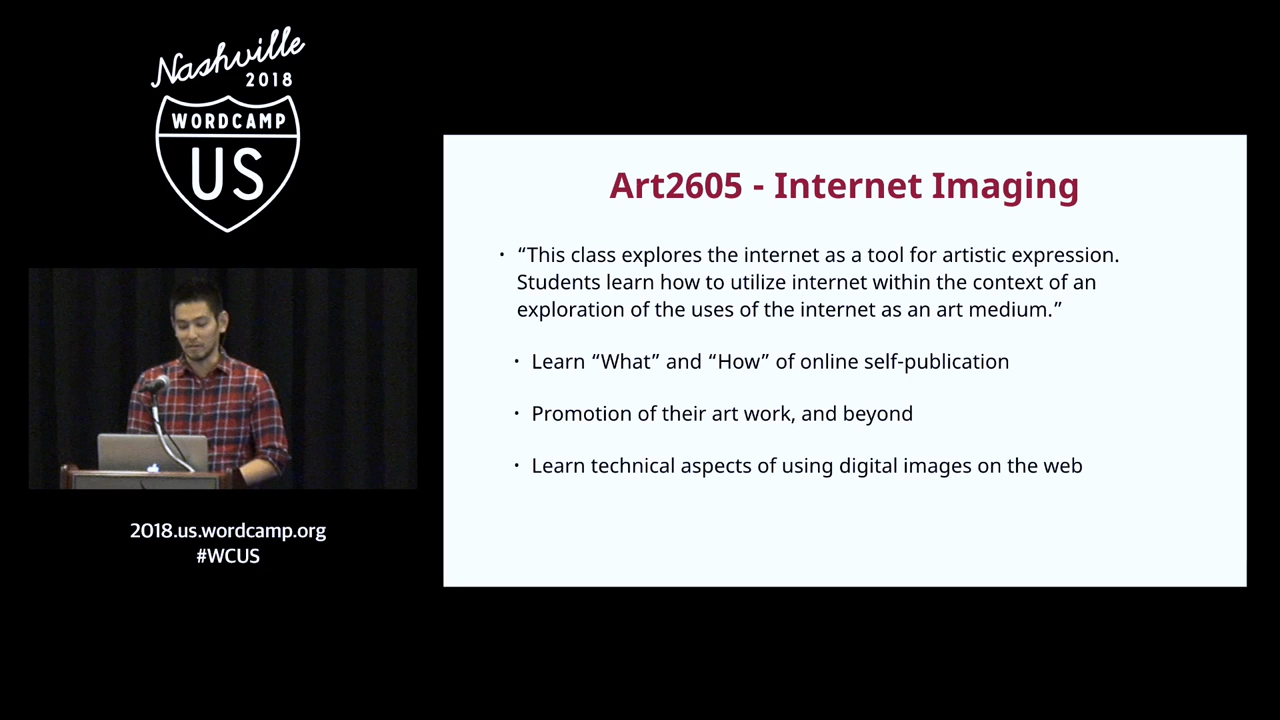 Nashville
2018
WORDCAMP
US
2018.us.wordcamp.org
#WCUS
Art2605 - Internet Imaging
• “This class explores the internet as a tool for artistic expression.
Students learn how to utilize internet within the context of an
exploration of the uses of the internet as an art medium.”
• Learn “What” and “How” of online self-publication
• Promotion of their art work, and beyond
• Learn technical aspects of using digital images on the web